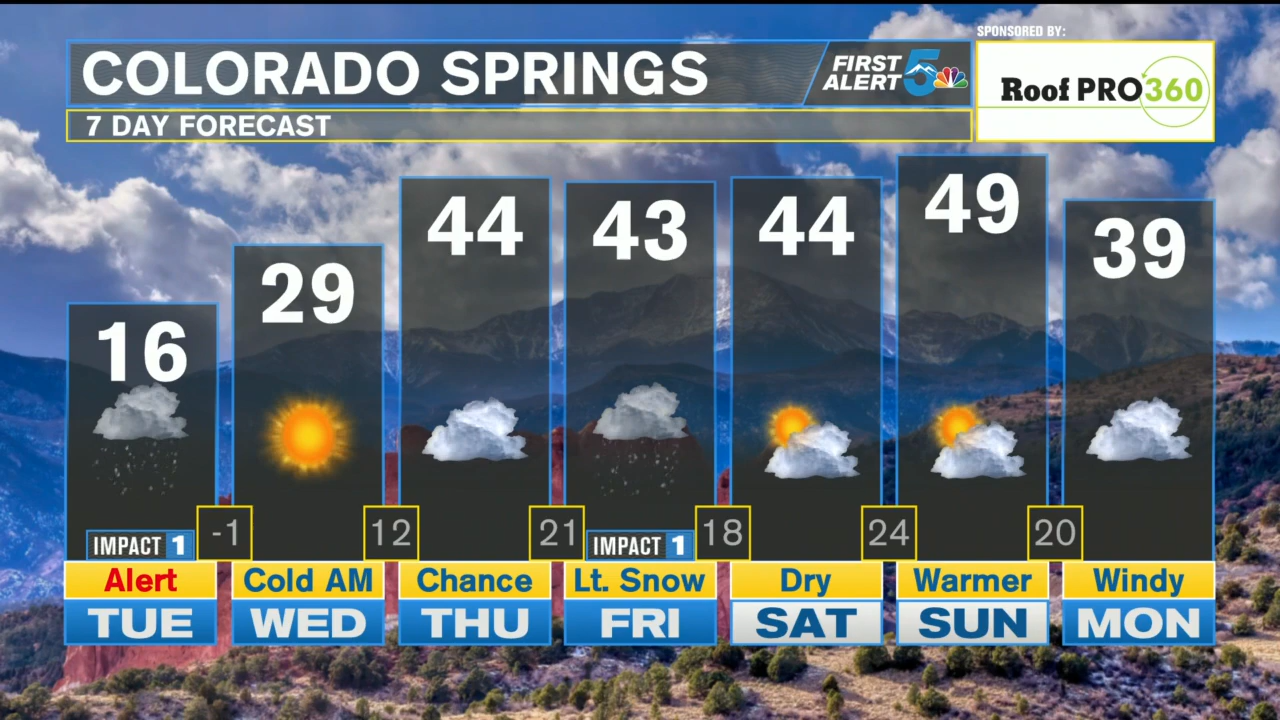 SPONSORED BY:
COLORADO SPRINGS
FIRST
ALERT 5
Roof PRO 360
7 DAY FORECAST
16
29
44
43
44
49
39
-1
12
21
18
24
20
IMPACT 1
IMPACT 1
Alert
Cold AM
Chance
Lt. Snow
Dry
Warmer
Windy
TUE
WED
THU
FRI
SAT
SUN
MON